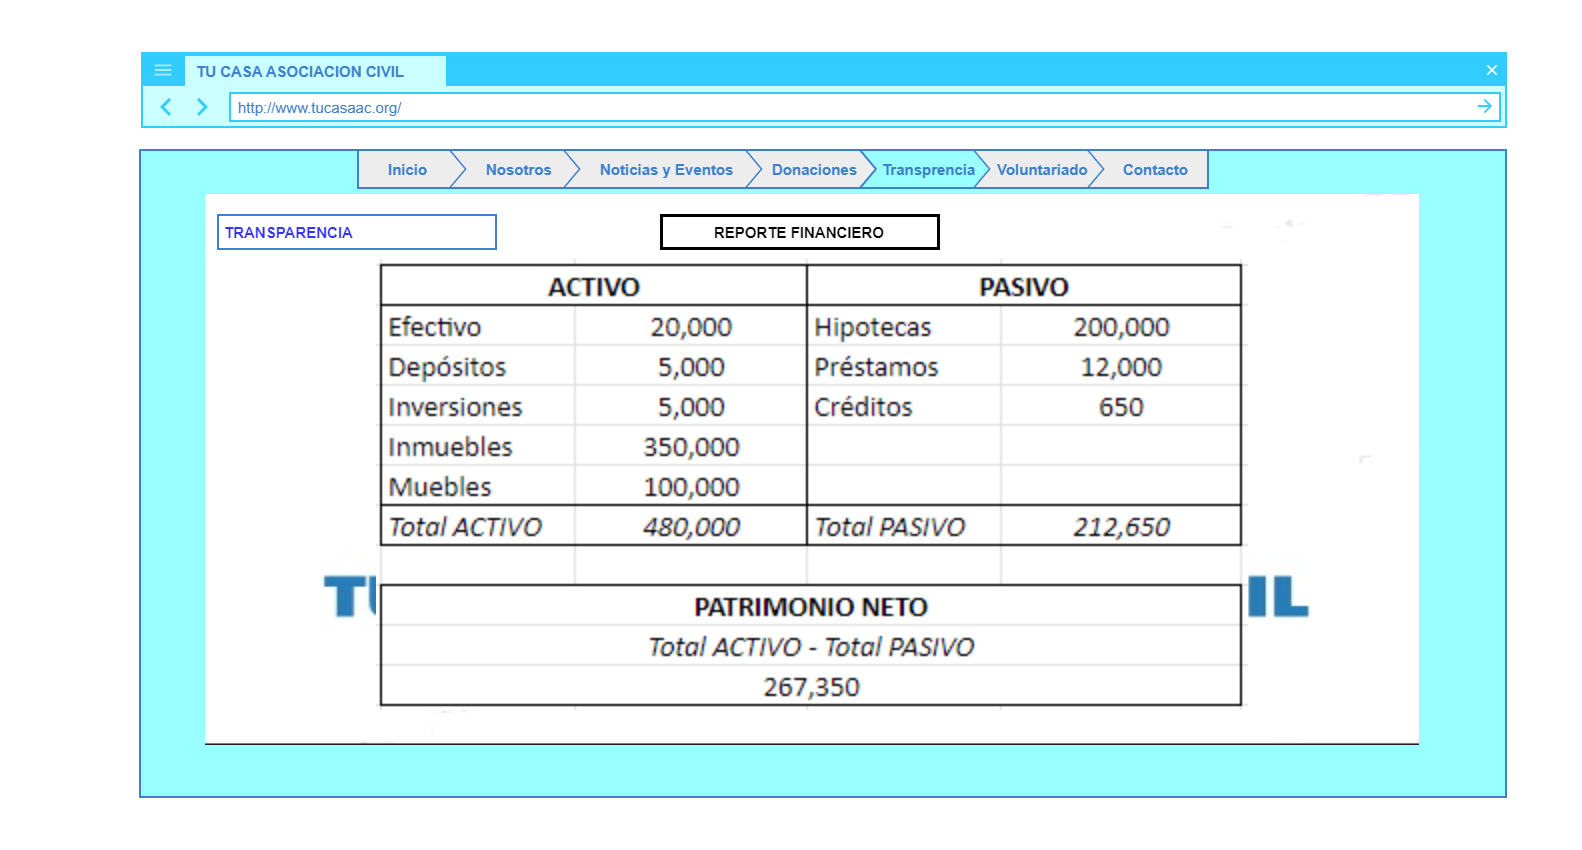 TU CASA ASOCIACION CIVIL
http://www.tucasaac.org/
Inicio Nosotros Noticias y Eventos Donaciones Transprencia Voluntariado Contacto
TRANSPARENCIA
REPORTE FINANCIERO
ACTIVO PASIVO
Efectivo 20,000 Hipotecas 200,000
Depósitos 5,000 Préstamos 12,000
Inversiones 5,000 Créditos 650
Inmuebles 350,000
Muebles 100,000
Total ACTIVO 480,000 Total PASIVO 212,650
PATRIMONIO NETO
Total ACTIVO - Total PASIVO
267,350